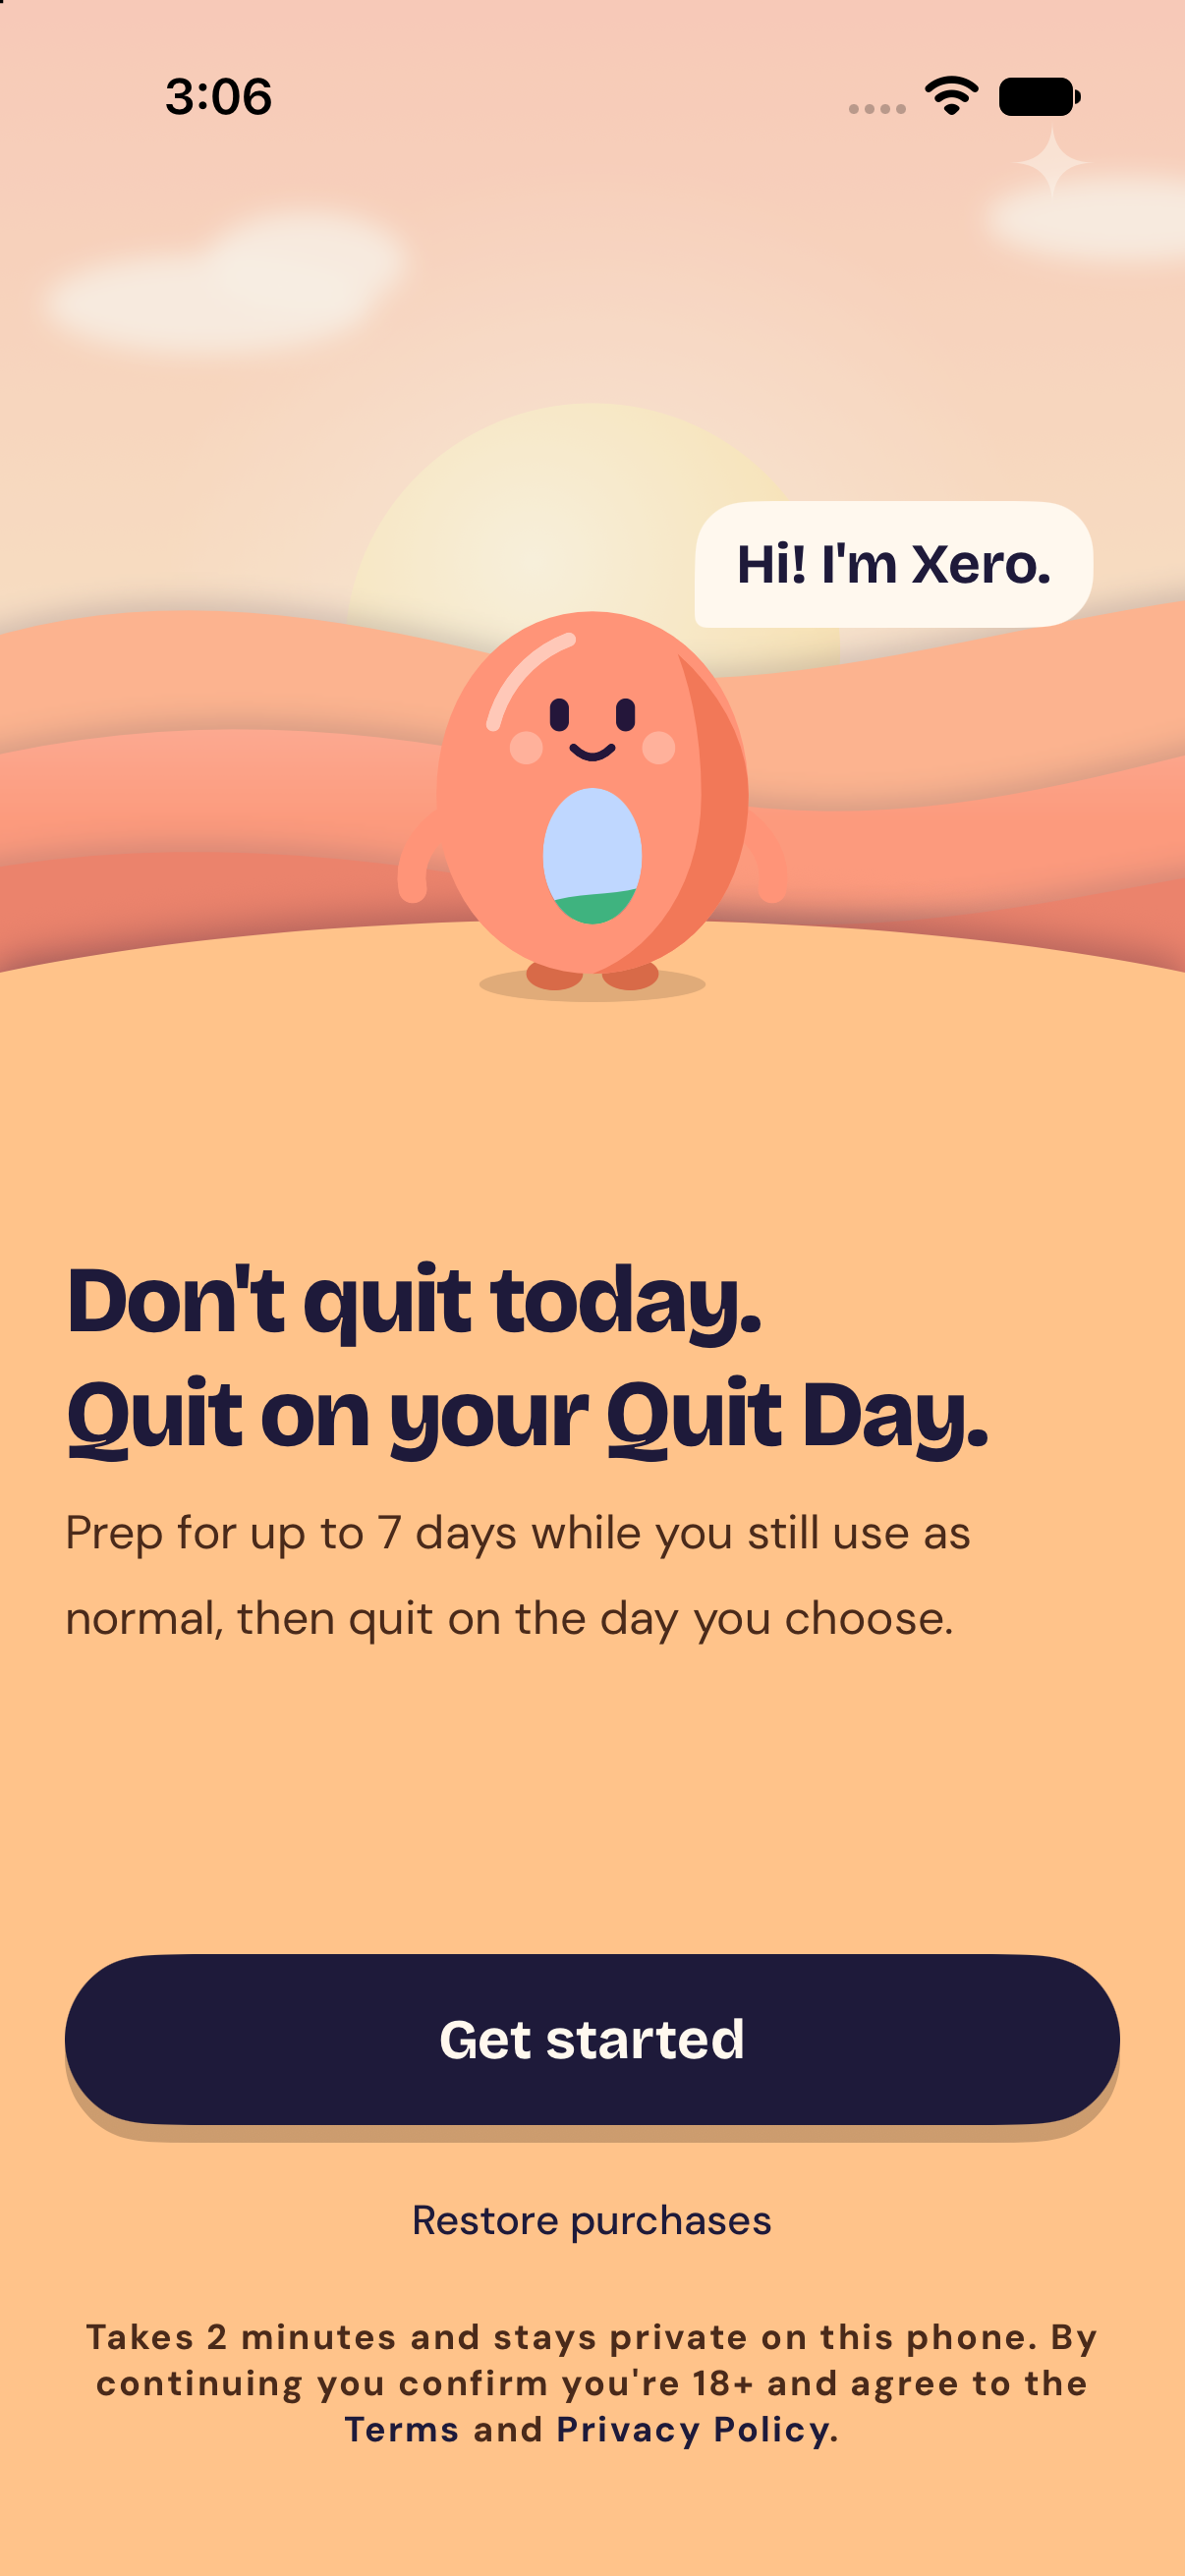 3:06
Hi! I'm Xero.
Don't quit today.
Quit on your Quit Day.
Prep for up to 7 days while you still use as
normal, then quit on the day you choose.
Get started
Restore purchases
Takes 2 minutes and stays private on this phone. By
continuing you confirm you're 18+ and agree to the
Terms and Privacy Policy.